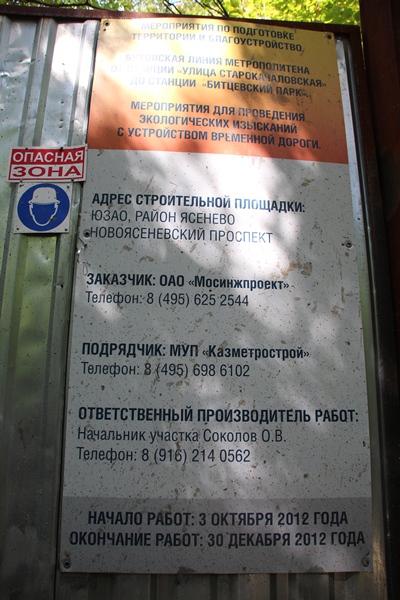 МЕРОПРИЯТИЯ ПО ПОДГОТОВКЕ
ТЕРРИТОРИИ И БЛАГОУСТРОЙСТВО.
БУТОВСКАЯ ЛИНИЯ МЕТРОПОЛИТЕНА
ОТ СТАНЦИИ «УЛИЦА СТАРОКАЧАЛОВСКАЯ»
ДО СТАНЦИИ «БИТЦЕВСКИЙ ПАРК».
МЕРОПРИЯТИЯ ДЛЯ ПРОВЕДЕНИЯ
ЭКОЛОГИЧЕСКИХ ИЗЫСКАНИЙ
С УСТРОЙСТВОМ ВРЕМЕННОЙ ДОРОГИ.
ОПАСНАЯ
ЗОНА
АДРЕС СТРОИТЕЛЬНОЙ ПЛОЩАДКИ:
ЮЗАО, РАЙОН ЯСЕНЕВО
НОВОЯСЕНЕВСКИЙ ПРОСПЕКТ
ЗАКАЗЧИК: ОАО «Мосинжпроект»
Телефон: 8 (495) 625 2544
ПОДРЯДЧИК: МУП «Казметрострой»
Телефон: 8 (495) 698 6102
ОТВЕТСТВЕННЫЙ ПРОИЗВОДИТЕЛЬ РАБОТ:
Начальник участка Соколов О.В.
Телефон: 8 (916) 214 0562
НАЧАЛО РАБОТ: 3 ОКТЯБРЯ 2012 ГОДА
ОКОНЧАНИЕ РАБОТ: 30 ДЕКАБРЯ 2012 ГОДА